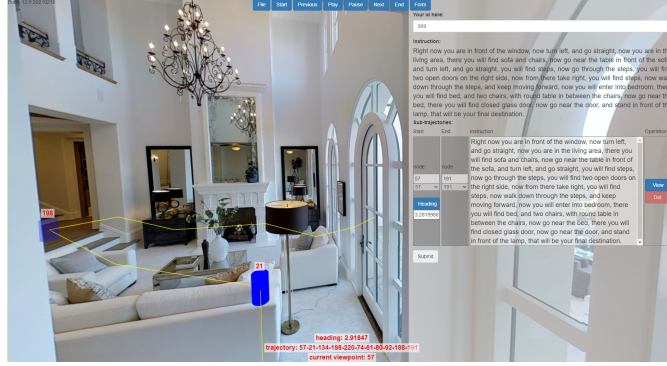 File Start Previous Play Pause Next End Form
Your id here:
999
Instruction:
Right now you are in front of the window, now turn left, and go straight, now you are in the
living area, there you will find sofa and chairs, now go near the table in front of the sofa
and turn left, and go straight, you will find steps, now go through the steps, you will find
two open doors on the right side, now from there take right, you will find steps, now walk
down through the steps, and keep moving forward, now you will enter into bedroom, there
you will find bed, and two chairs, with round table in between the chairs, now go near the
bed, there you will find closed glass door, now go near the door, and stand in front of the
lamp, that will be your final destination.
Sub-trajectories:
Start End Instruction Operation
Right now you are in front of the window, now turn left,
and go straight, now you are in the living area, there you
will find sofa and chairs, now go near the table in front of
the sofa, and turn left, and go straight, you will find steps,
now go through the steps, you will find two open doors on
the right side, now from there take right, you will find
steps, now walk down through the steps, and keep
moving forward, now you will enter into bedroom, there
you will find bed, and two chairs, with round table in
between the chairs, now go near the bed, there you will
find closed glass door, now go near the door, and stand
in front of the lamp, that will be your final destination.
Node: Node:
57 191
57 191
Heading
3.2819988
View
Del
Submit
198
21
heading: 2.91847
trajectory: 57-21-134-198-220-74-61-80-92-188-191
current viewpoint: 57